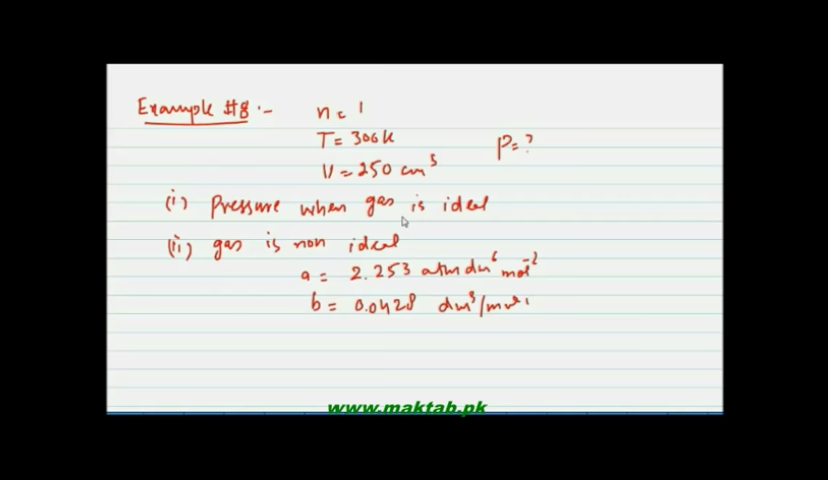 Example #8 :-
n = 1
T = 300K
P = ?
V = 250 cm³
(i) Pressure when gas is ideal
(ii) gas is non ideal
a = 2.253 atm dm⁶ mol⁻²
b = 0.0428 dm³/mol
www.maktab.pk